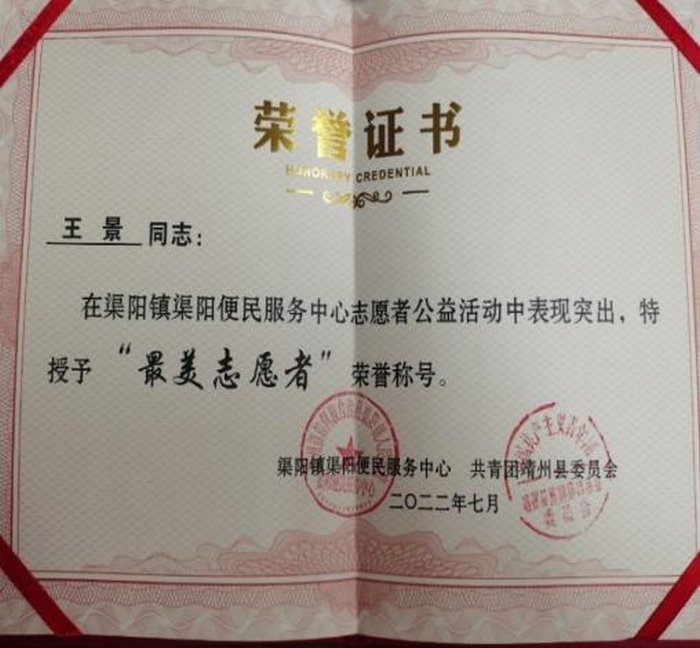 荣誉证书
HONORARY CREDENTIAL
王 景 同志：
在渠阳镇渠阳便民服务中心志愿者公益活动中表现突出，特
授予 “最美志愿者” 荣誉称号。
渠阳镇渠阳便民服务中心 共青团靖州县委员会
二〇二二年七月